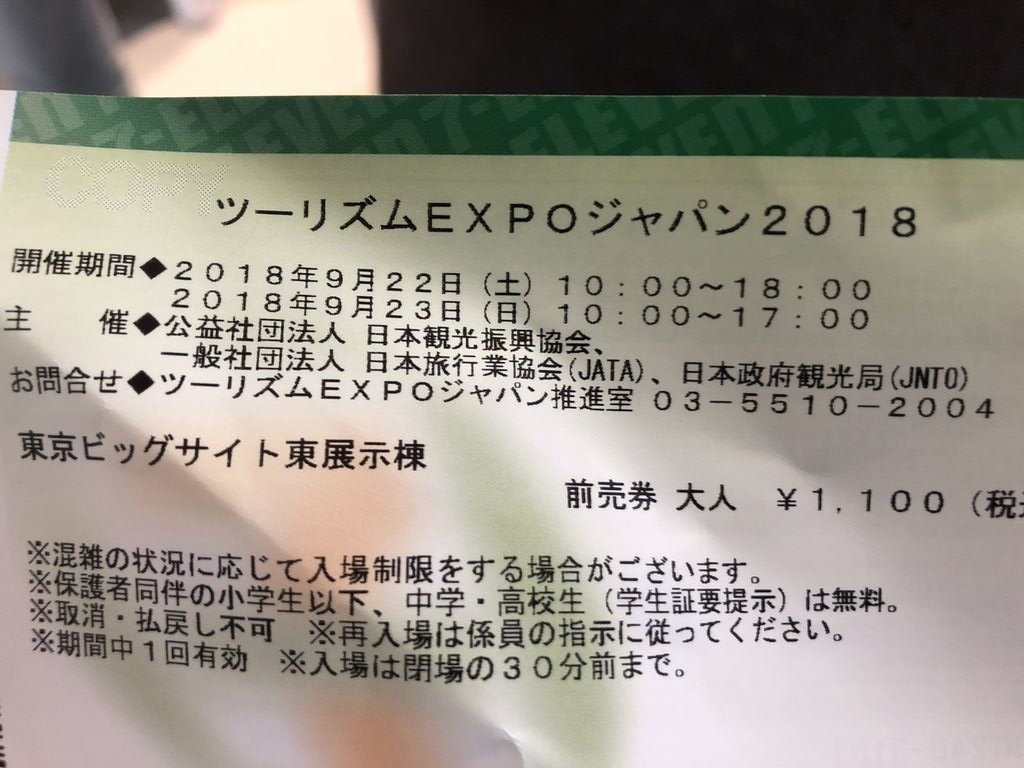 7-ELEVEN
COPY
ツーリズムEXPOジャパン2018
開催期間◆2018年9月22日(土)10:00~18:00
2018年9月23日(日)10:00~17:00
主 催◆公益社団法人 日本観光振興協会、
一般社団法人 日本旅行業協会(JATA)、日本政府観光局(JNTO)
お問合せ◆ツーリズムEXPOジャパン推進室 03-5510-2004
東京ビッグサイト東展示棟
前売券 大人 ¥1,100(税
※混雑の状況に応じて入場制限をする場合がございます。
※保護者同伴の小学生以下、中学・高校生(学生証要提示)は無料。
※取消・払戻し不可 ※再入場は係員の指示に従ってください。
※期間中1回有効 ※入場は閉場の30分前まで。